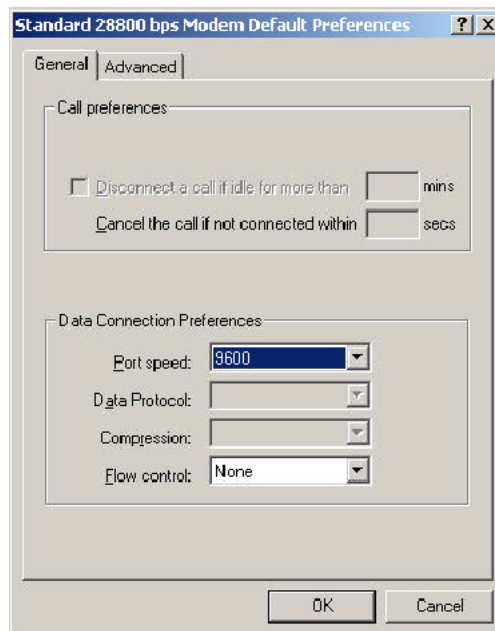 Standard 28800 bps Modem Default Preferences ? X
General Advanced
Call preferences
Disconnect a call if idle for more than mins
Cancel the call if not connected within secs
Data Connection Preferences
Port speed: 9600
Data Protocol:
Compression:
Flow control: None
OK Cancel